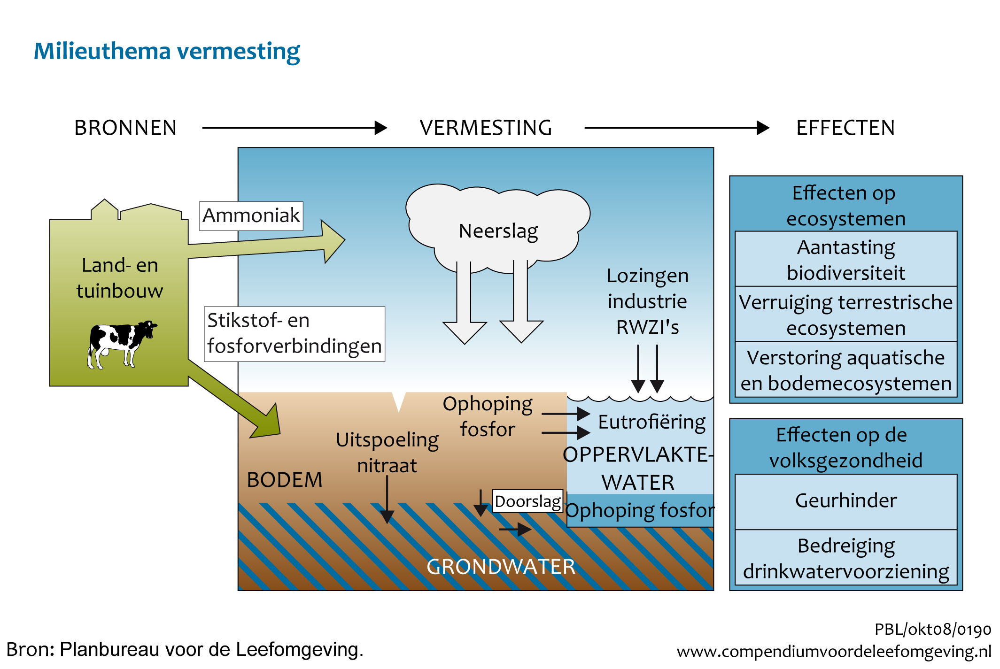 Milieuthema vermesting
BRONNEN
VERMESTING
EFFECTEN
Ammoniak
Land- en
tuinbouw
Stikstof- en
fosforverbindingen
Neerslag
Lozingen
industrie
RWZI's
Ophoping
fosfor
Uitspoeling
nitraat
BODEM
Eutrofiëring
OPPERVLAKTE-
WATER
Doorslag
Ophoping fosfor
GRONDWATER
Effecten op
ecosystemen
Aantasting
biodiversiteit
Verruiging terrestrische
ecosystemen
Verstoring aquatische
en bodemecosystemen
Effecten op de
volksgezondheid
Geurhinder
Bedreiging
drinkwatervoorziening
PBL/okt08/0190
Bron: Planbureau voor de Leefomgeving.
www.compendiumvoordeleefomgeving.nl